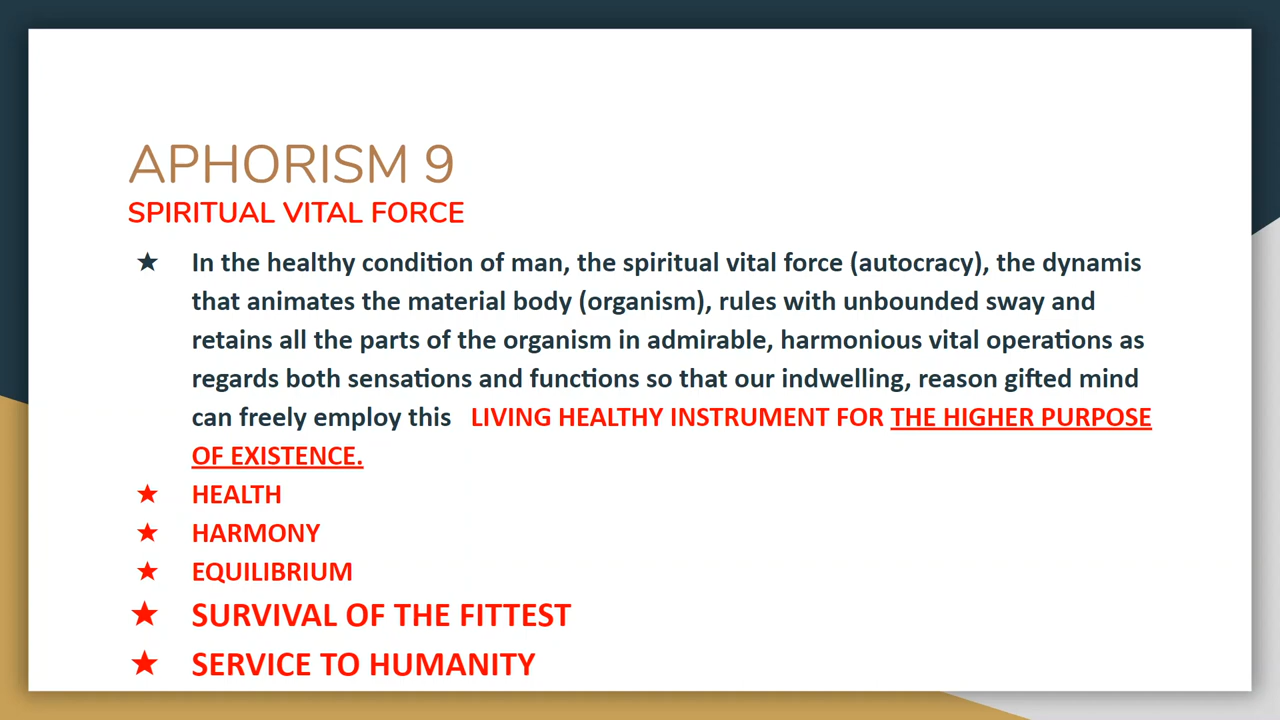 APHORISM 9
SPIRITUAL VITAL FORCE
★ In the healthy condition of man, the spiritual vital force (autocracy), the dynamis
that animates the material body (organism), rules with unbounded sway and
retains all the parts of the organism in admirable, harmonious vital operations as
regards both sensations and functions so that our indwelling, reason gifted mind
can freely employ this LIVING HEALTHY INSTRUMENT FOR THE HIGHER PURPOSE
OF EXISTENCE.
★ HEALTH
★ HARMONY
★ EQUILIBRIUM
★ SURVIVAL OF THE FITTEST
★ SERVICE TO HUMANITY